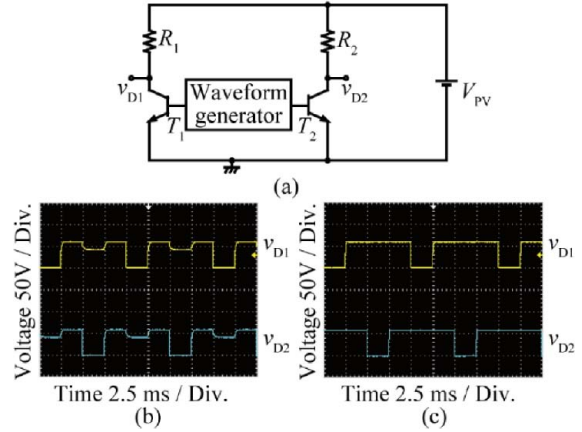 R1 R2
vD1 Waveform generator vD2 VPV
T1 T2
(a)
Voltage 50V / Div.
vD1
vD2
Time 2.5 ms / Div.
(b)
Voltage 50V / Div.
vD1
vD2
Time 2.5 ms / Div.
(c)